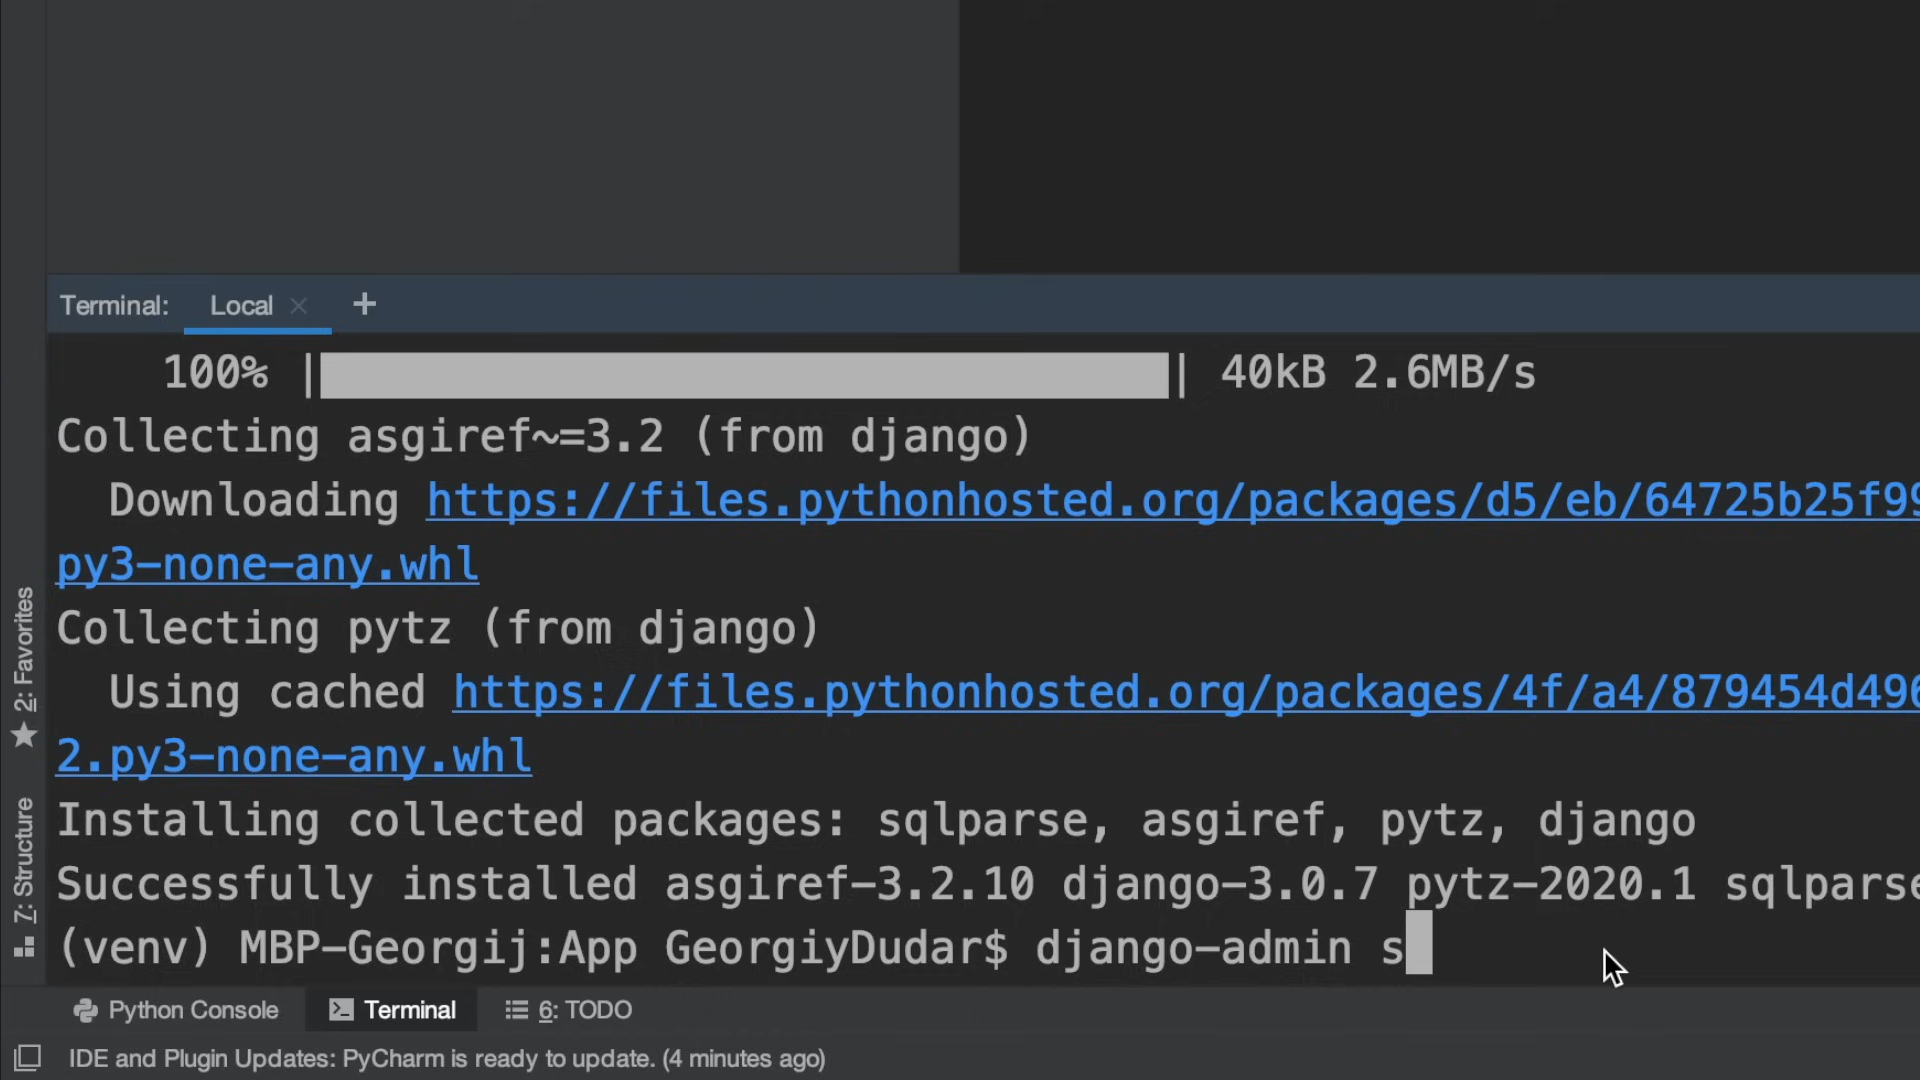 Terminal: Local × +
100% | | 40kB 2.6MB/s
Collecting asgiref~=3.2 (from django)
Downloading https://files.pythonhosted.org/packages/d5/eb/64725b25f99
py3-none-any.whl
Collecting pytz (from django)
Using cached https://files.pythonhosted.org/packages/4f/a4/879454d496
2.py3-none-any.whl
Installing collected packages: sqlparse, asgiref, pytz, django
Successfully installed asgiref-3.2.10 django-3.0.7 pytz-2020.1 sqlparse
(venv) MBP-Georgij:App GeorgiyDudar$ django-admin s
2: Favorites
7: Structure
Python Console Terminal 6: TODO
IDE and Plugin Updates: PyCharm is ready to update. (4 minutes ago)